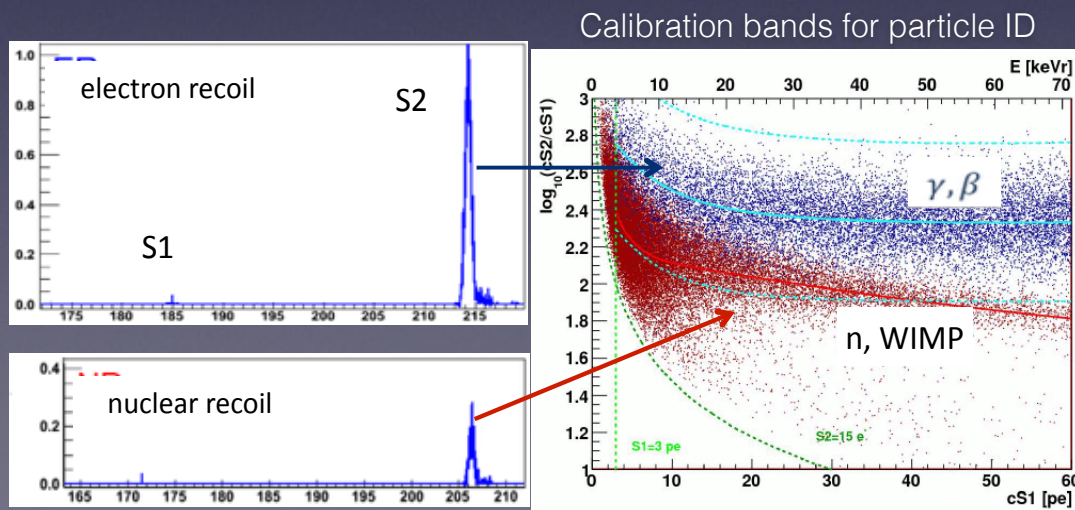 Calibration bands for particle ID
1.0
electron recoil
S2
0.8
0.6
0.4
S1
0.2
0.0
175 180 185 190 195 200 205 210 215
0.4
nuclear recoil
0.2
0.0
165 170 175 180 185 190 195 200 205 210
E [keVr]
0 10 20 30 40 50 60 70
log10(cS2/cS1)
3
2.8
2.6
2.4
2.2
2
1.8
1.6
1.4
1.2
1
γ, β
n, WIMP
S1=3 pe
S2=15 e
0 10 20 30 40 50 60
cS1 [pe]